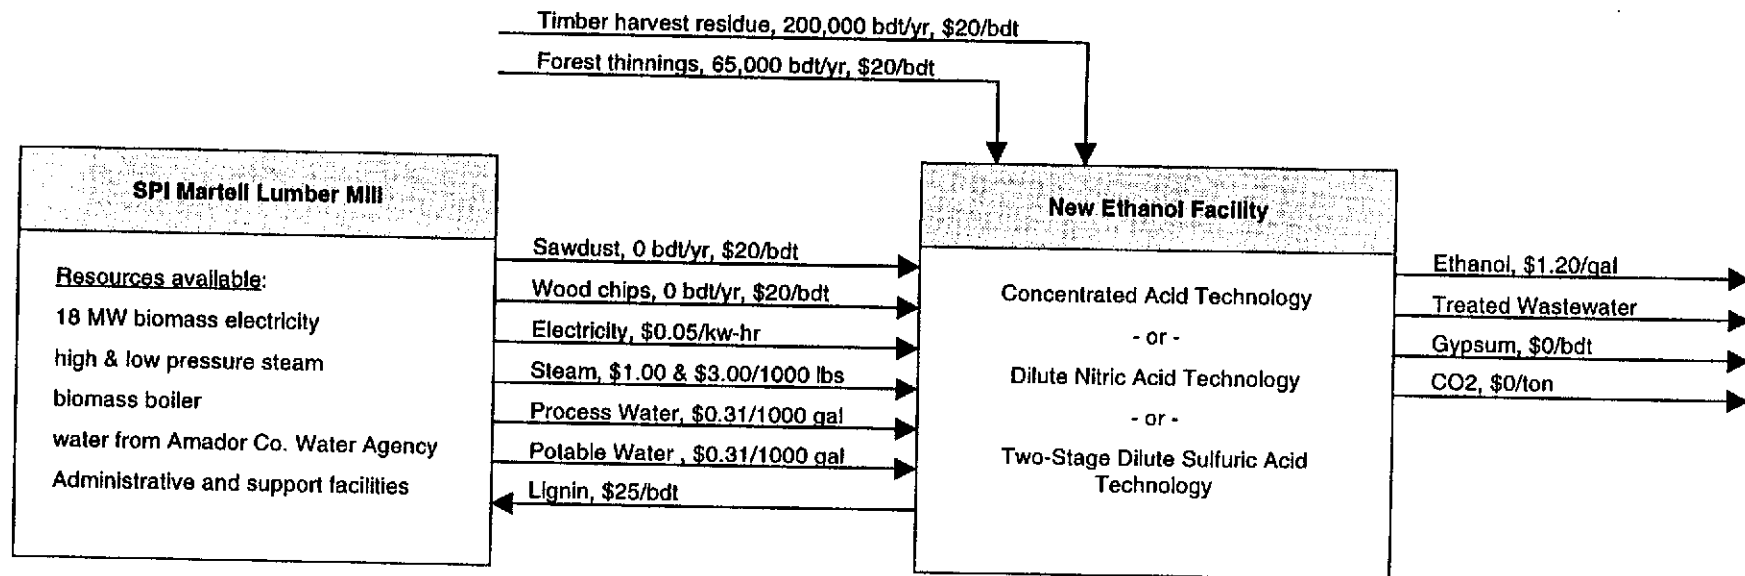 Timber harvest residue, 200,000 bdt/yr, $20/bdt
Forest thinnings, 65,000 bdt/yr, $20/bdt
SPI Martell Lumber Mill
Resources available:
18 MW biomass electricity
high & low pressure steam
biomass boiler
water from Amador Co. Water Agency
Administrative and support facilities
Sawdust, 0 bdt/yr, $20/bdt
Wood chips, 0 bdt/yr, $20/bdt
Electricity, $0.05/kw-hr
Steam, $1.00 & $3.00/1000 lbs
Process Water, $0.31/1000 gal
Potable Water , $0.31/1000 gal
Lignin, $25/bdt
New Ethanol Facility
Concentrated Acid Technology
- or -
Dilute Nitric Acid Technology
- or -
Two-Stage Dilute Sulfuric Acid
Technology
Ethanol, $1.20/gal
Treated Wastewater
Gypsum, $0/bdt
CO2, $0/ton